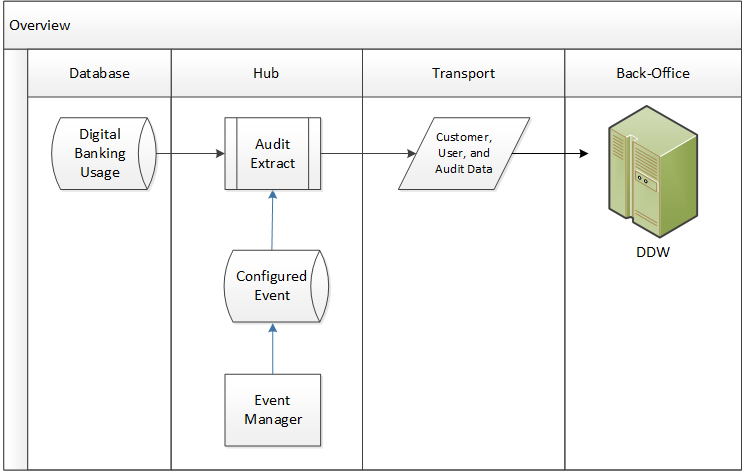 Overview
Database
Hub
Transport
Back-Office
Digital
Banking
Usage
Audit
Extract
Customer,
User, and
Audit Data
DDW
Configured
Event
Event
Manager